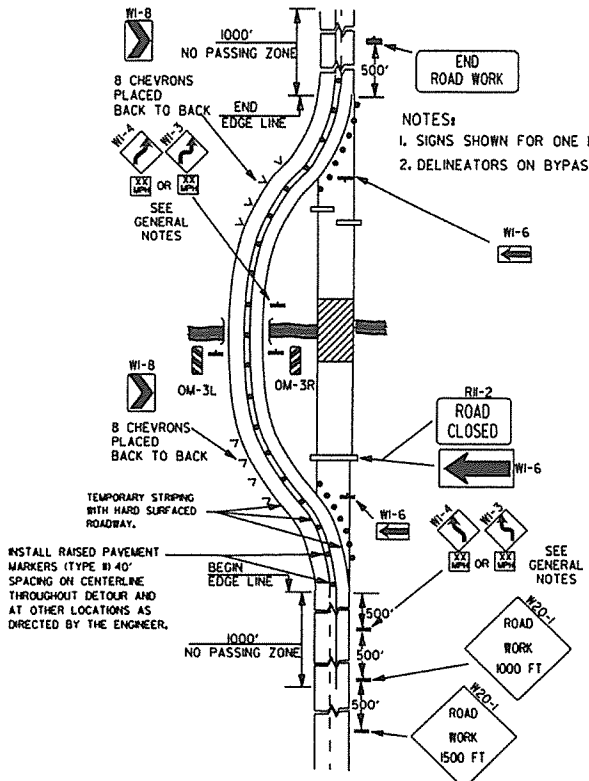 W1-8
1000'
NO PASSING ZONE
500'
END
ROAD WORK
8 CHEVRONS
PLACED
BACK TO BACK
END
EDGE LINE
NOTES:
1. SIGNS SHOWN FOR ONE
2. DELINEATORS ON BYPAS
W1-4
W1-3
XX
MPH
OR
XX
MPH
SEE
GENERAL
NOTES
W1-6
OM-3L
OM-3R
W1-8
R11-2
ROAD
CLOSED
W1-6
8 CHEVRONS
PLACED
BACK TO BACK
TEMPORARY STRIPING
WITH HARD SURFACED
ROADWAY.
W1-6
W1-4
W1-3
XX
MPH
OR
XX
MPH
SEE
GENERAL
NOTES
INSTALL RAISED PAVEMENT
MARKERS (TYPE II) 40'
SPACING ON CENTERLINE
THROUGHOUT DETOUR AND
AT OTHER LOCATIONS AS
DIRECTED BY THE ENGINEER.
BEGIN
EDGE LINE
1000'
NO PASSING ZONE
500'
500'
500'
W20-1
ROAD
WORK
1000 FT
W20-1
ROAD
WORK
1500 FT